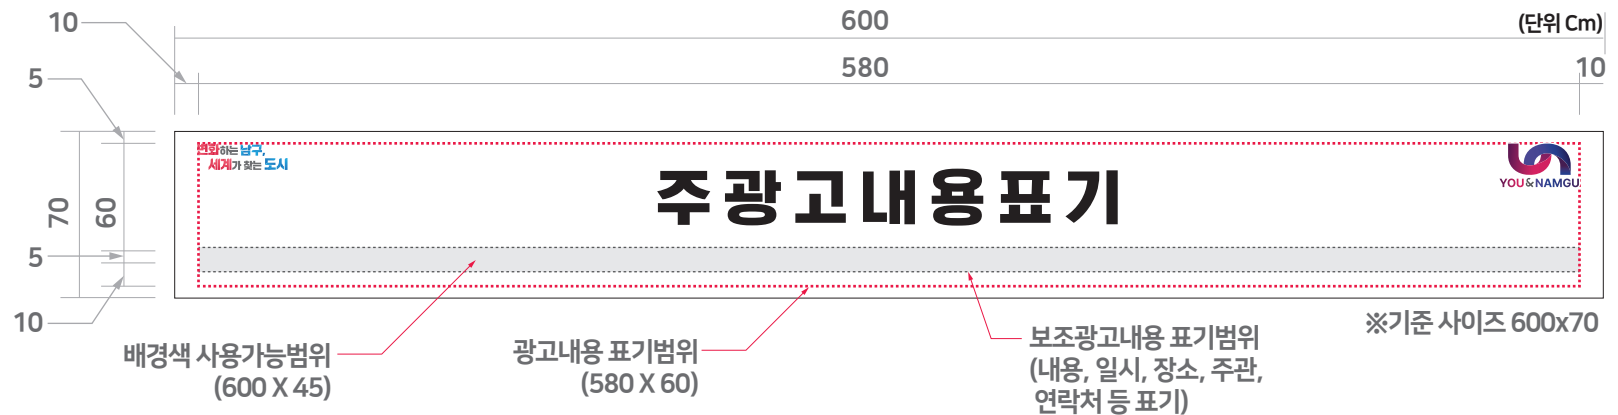 10
600
(단위 Cm)
5
580
10
변화하는 남구,
세계가 찾는 도시
주광고내용표기
YOU&NAMGU
70
60
5
10
배경색 사용가능범위
(600 X 45)
광고내용 표기범위
(580 X 60)
보조광고내용 표기범위
(내용, 일시, 장소, 주관,
연락처 등 표기)
※기준 사이즈 600x70